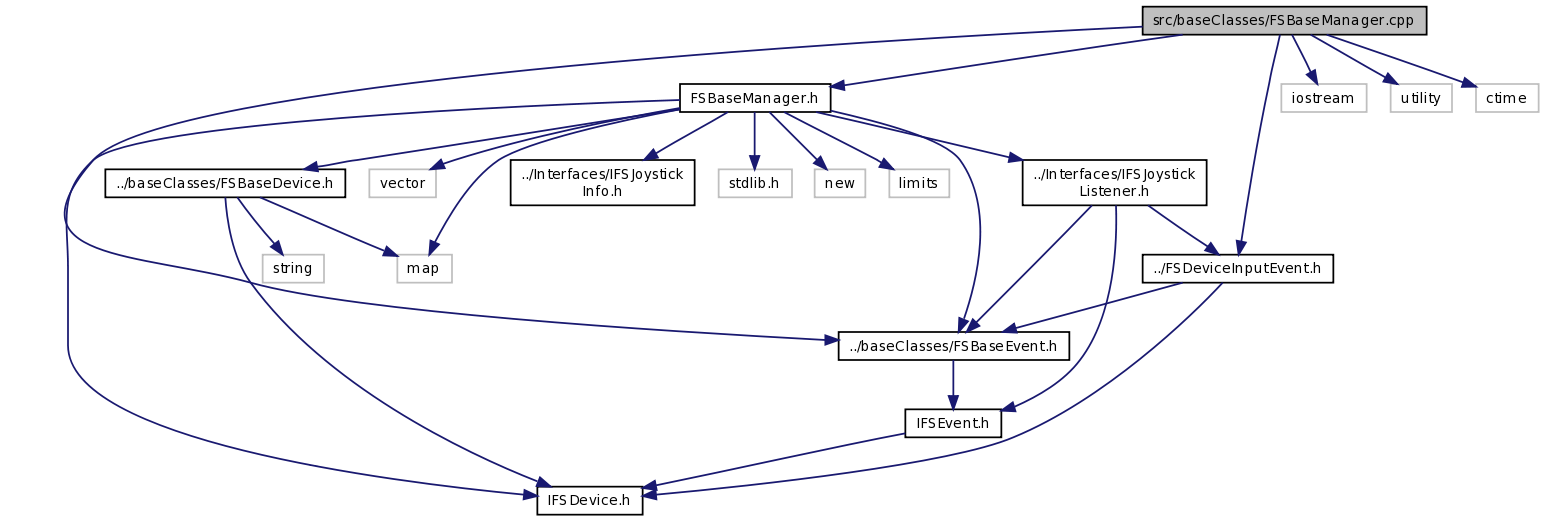 src/baseClasses/FSBaseManager.cpp
FSBaseManager.h
iostream
utility
ctime
../baseClasses/FSBaseDevice.h
vector
../Interfaces/IFSJoystick
Info.h
stdlib.h
new
limits
../Interfaces/IFSJoystick
Listener.h
string
map
../FSDeviceInputEvent.h
../baseClasses/FSBaseEvent.h
IFSEvent.h
IFSDevice.h